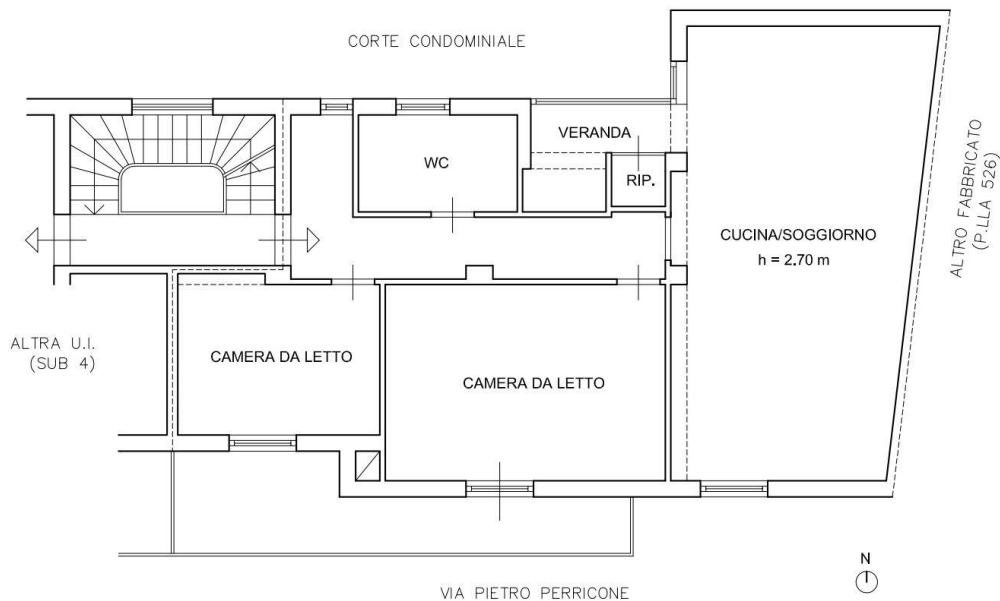 CORTE CONDOMINIALE
VERANDA
WC
RIP.
ALTRO FABBRICATO
(P.LLA 526)
CUCINA/SOGGIORNO
h = 2.70 m
ALTRA U.I.
(SUB 4)
CAMERA DA LETTO
CAMERA DA LETTO
N
VIA PIETRO PERRICONE